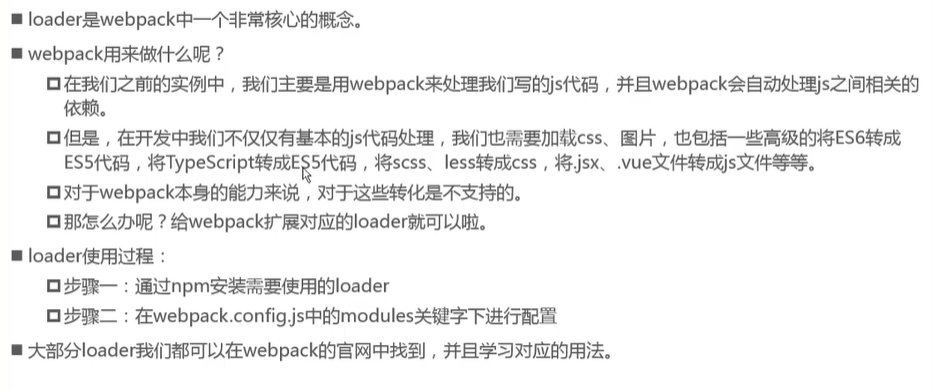 loader是webpack中一个非常核心的概念。
webpack用来做什么呢？
在我们之前的实例中，我们主要是用webpack来处理我们写的js代码，并且webpack会自动处理js之间相关的
依赖。
但是，在开发中我们不仅仅有基本的js代码处理，我们也需要加载css、图片，也包括一些高级的将ES6转成
ES5代码，将TypeScript转成ES5代码，将scss、less转成css，将.jsx、.vue文件转成js文件等等。
对于webpack本身的能力来说，对于这些转化是不支持的。
那怎么办呢？给webpack扩展对应的loader就可以啦。
loader使用过程：
步骤一：通过npm安装需要使用的loader
步骤二：在webpack.config.js中的modules关键字下进行配置
大部分loader我们都可以在webpack的官网中找到，并且学习对应的用法。